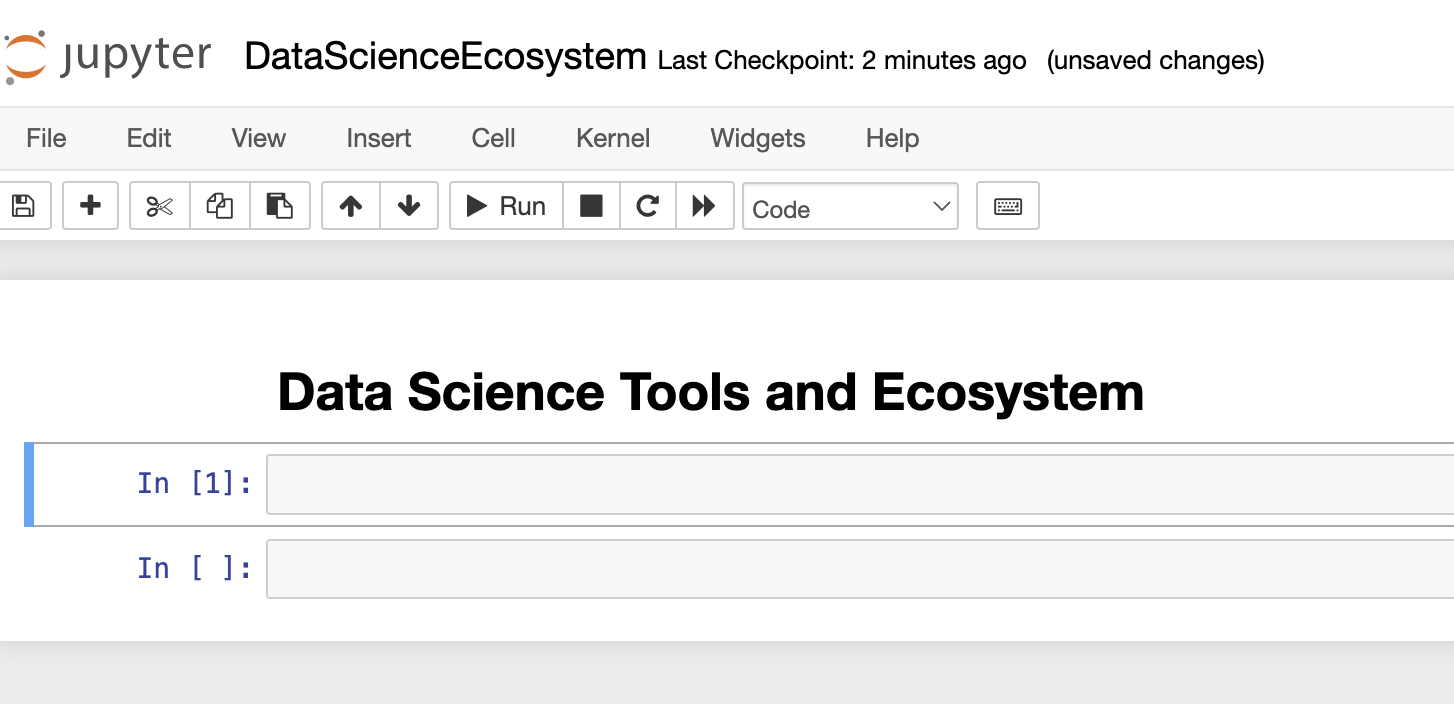 jupyter DataScienceEcosystem Last Checkpoint: 2 minutes ago (unsaved changes)
File Edit View Insert Cell Kernel Widgets Help
Run Code
Data Science Tools and Ecosystem
In [1]:
In [ ]: